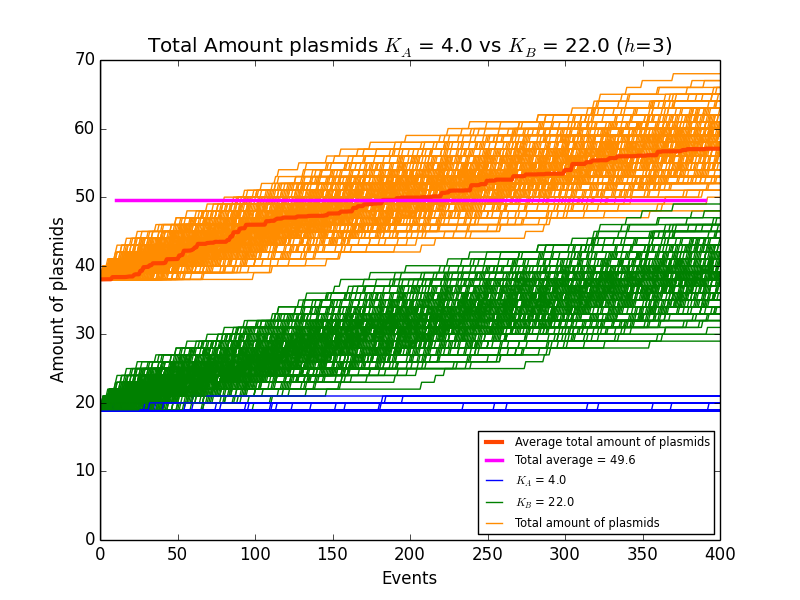 Total Amount plasmids K_A = 4.0 vs K_B = 22.0 (h=3)
Amount of plasmids
70
60
50
40
30
20
10
0
0 50 100 150 200 250 300 350 400
Events
Average total amount of plasmids
Total average = 49.6
K_A = 4.0
K_B = 22.0
Total amount of plasmids